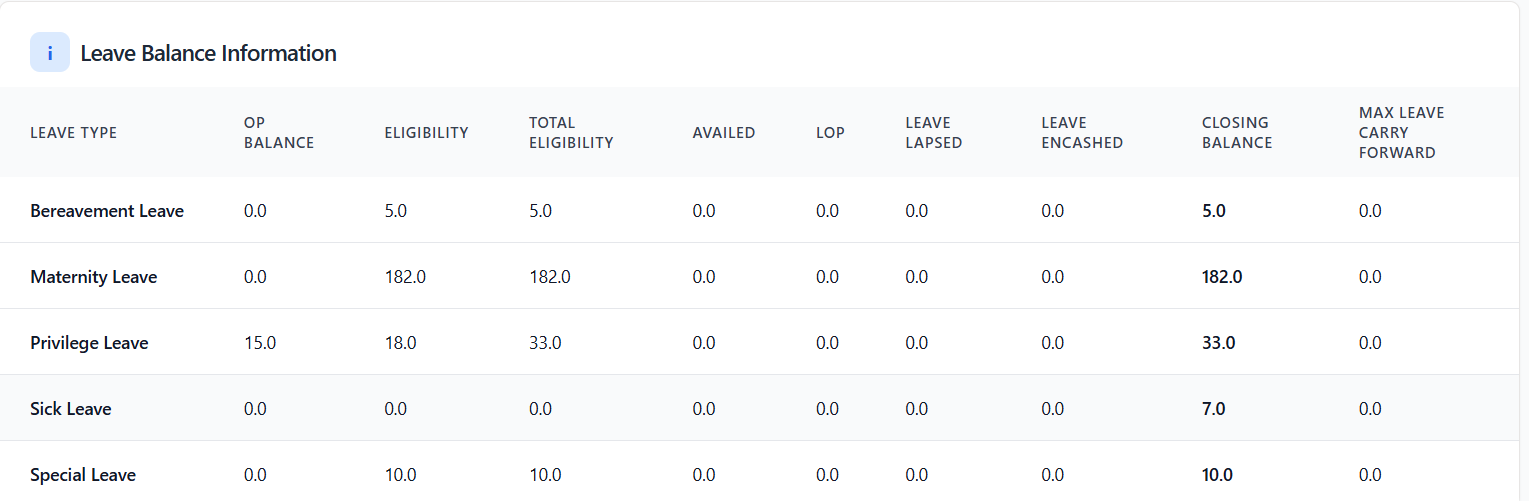 i Leave Balance Information
LEAVE TYPE OP BALANCE ELIGIBILITY TOTAL ELIGIBILITY AVAILED LOP LEAVE LAPSED LEAVE ENCASHED CLOSING BALANCE MAX LEAVE CARRY FORWARD
Bereavement Leave 0.0 5.0 5.0 0.0 0.0 0.0 0.0 5.0 0.0
Maternity Leave 0.0 182.0 182.0 0.0 0.0 0.0 0.0 182.0 0.0
Privilege Leave 15.0 18.0 33.0 0.0 0.0 0.0 0.0 33.0 0.0
Sick Leave 0.0 0.0 0.0 0.0 0.0 0.0 0.0 7.0 0.0
Special Leave 0.0 10.0 10.0 0.0 0.0 0.0 0.0 10.0 0.0